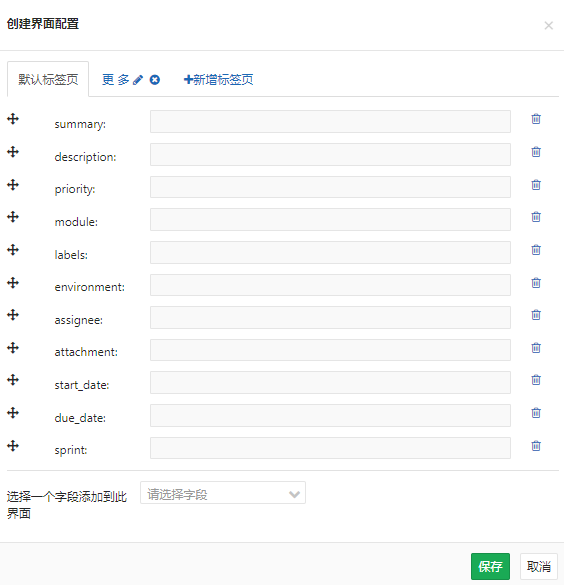 创建界面配置
×
默认标签页 更 多 新增标签页
summary:
description:
priority:
module:
labels:
environment:
assignee:
attachment:
start_date:
due_date:
sprint:
选择一个字段添加到此
界面
请选择字段
保存 取消